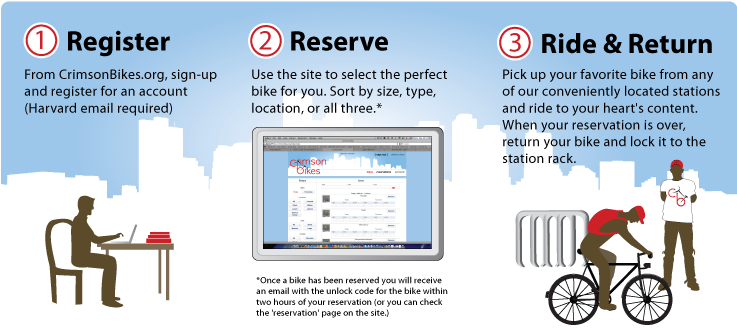 1 Register
From CrimsonBikes.org, sign-up
and register for an account
(Harvard email required)
2 Reserve
Use the site to select the perfect
bike for you. Sort by size, type,
location, or all three.*
Crimson
bikes
*Once a bike has been reserved you will receive
an email with the unlock code for the bike within
two hours of your reservation (or you can check
the 'reservation' page on the site.)
3 Ride & Return
Pick up your favorite bike from any
of our conveniently located stations
and ride to your heart's content.
When your reservation is over,
return your bike and lock it to the
station rack.